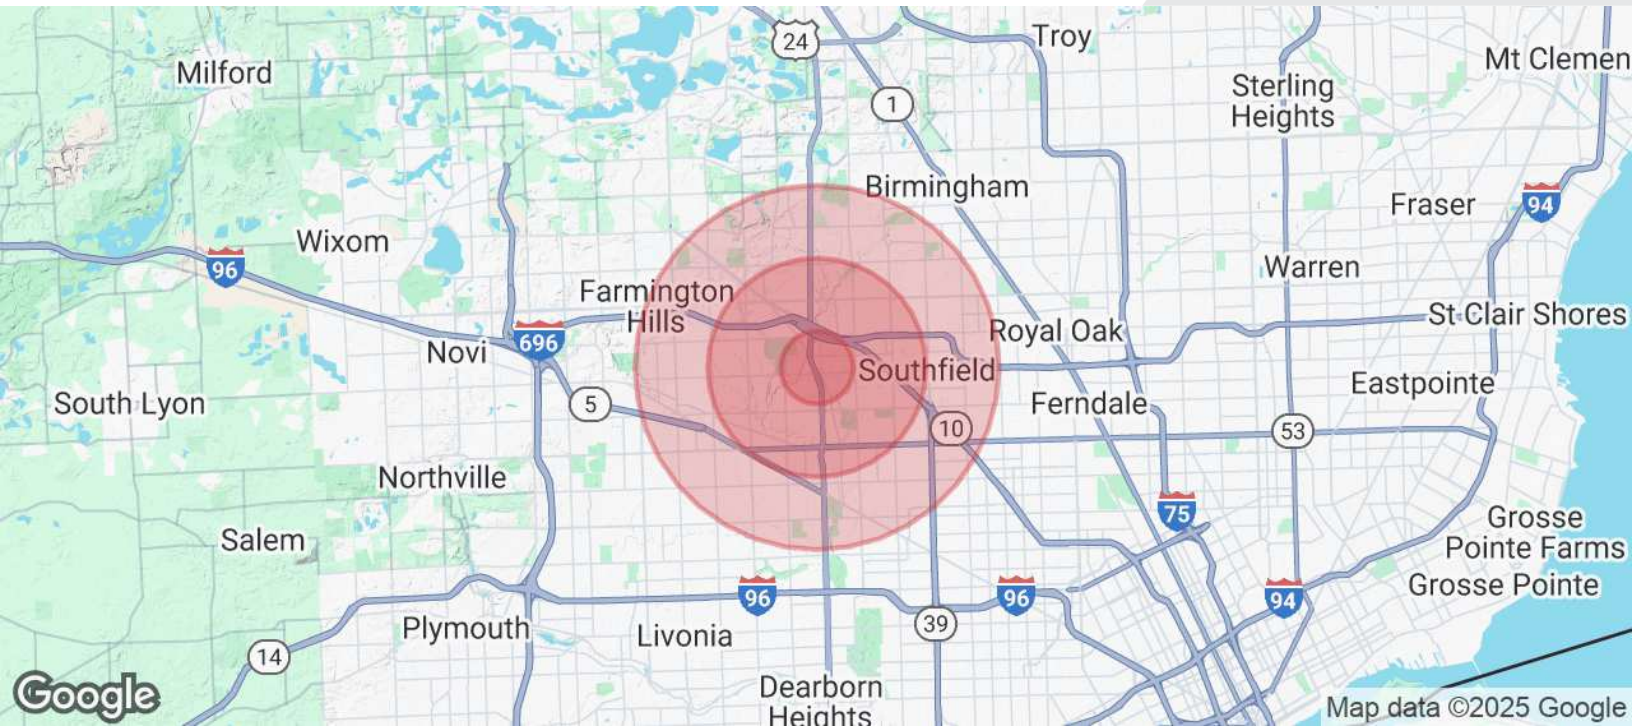 24
Troy
Milford
Mt Clemen
Sterling
Heights
1
Birmingham
94
Fraser
Wixom
96
Warren
Farmington
Hills
St Clair Shores
Royal Oak
696
Novi
Southfield
Eastpointe
South Lyon
5
Ferndale
10
53
Northville
75
Grosse
Pointe Farms
Salem
Grosse Pointe
96
96
94
39
Plymouth
Livonia
14
Dearborn
Heights
Google
Map data ©2025 Google